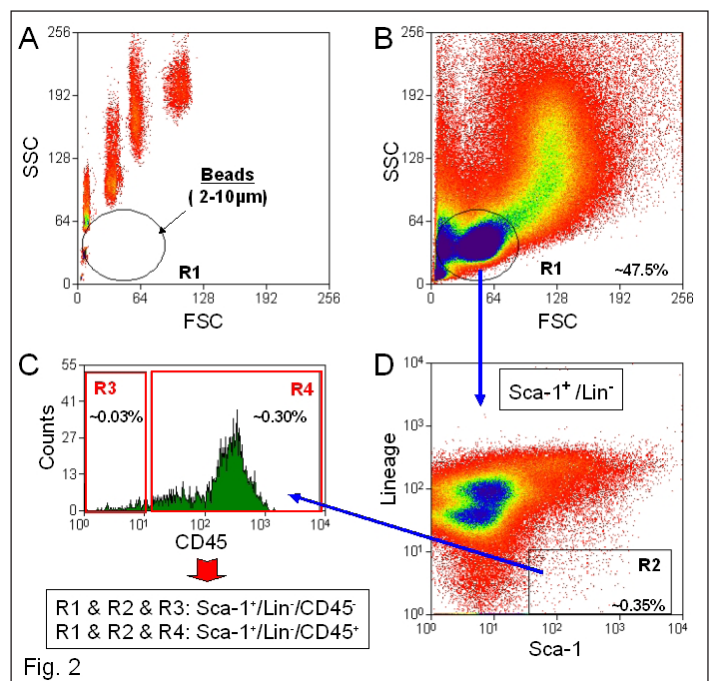 A
256
192
128
64
0
SSC
Beads
( 2-10µm)
R1
0 64 128 192 256
FSC
B
256
192
128
64
0
SSC
R1
~47.5%
0 64 128 192 256
FSC
C
55
41
27
13
0
Counts
R3
~0.03%
R4
~0.30%
10⁰ 10¹ 10² 10³ 10⁴
CD45
R1 & R2 & R3: Sca-1⁺/Lin⁻/CD45⁻
R1 & R2 & R4: Sca-1⁺/Lin⁻/CD45⁺
D
Sca-1⁺ /Lin⁻
10⁴
10³
10²
10¹
10⁰
Lineage
R2
~0.35%
10⁰ 10¹ 10² 10³ 10⁴
Sca-1
Fig. 2